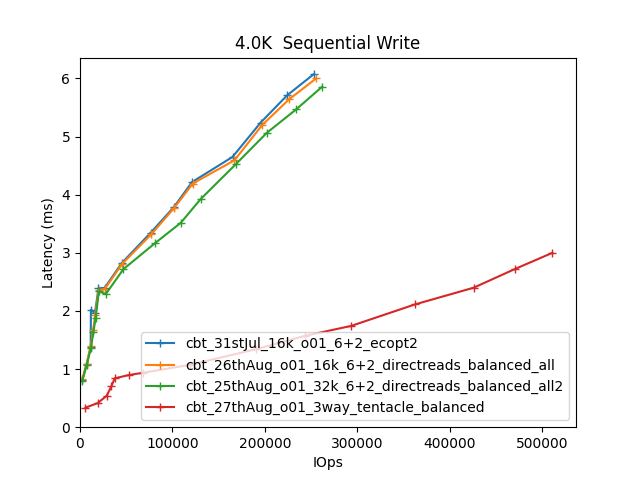 4.0K  Sequential Write
Latency (ms)
6
5
4
3
2
1
0
cbt_31stJul_16k_o01_6+2_ecopt2
cbt_26thAug_o01_16k_6+2_directreads_balanced_all
cbt_25thAug_o01_32k_6+2_directreads_balanced_all2
cbt_27thAug_o01_3way_tentacle_balanced
0 100000 200000 300000 400000 500000
IOps